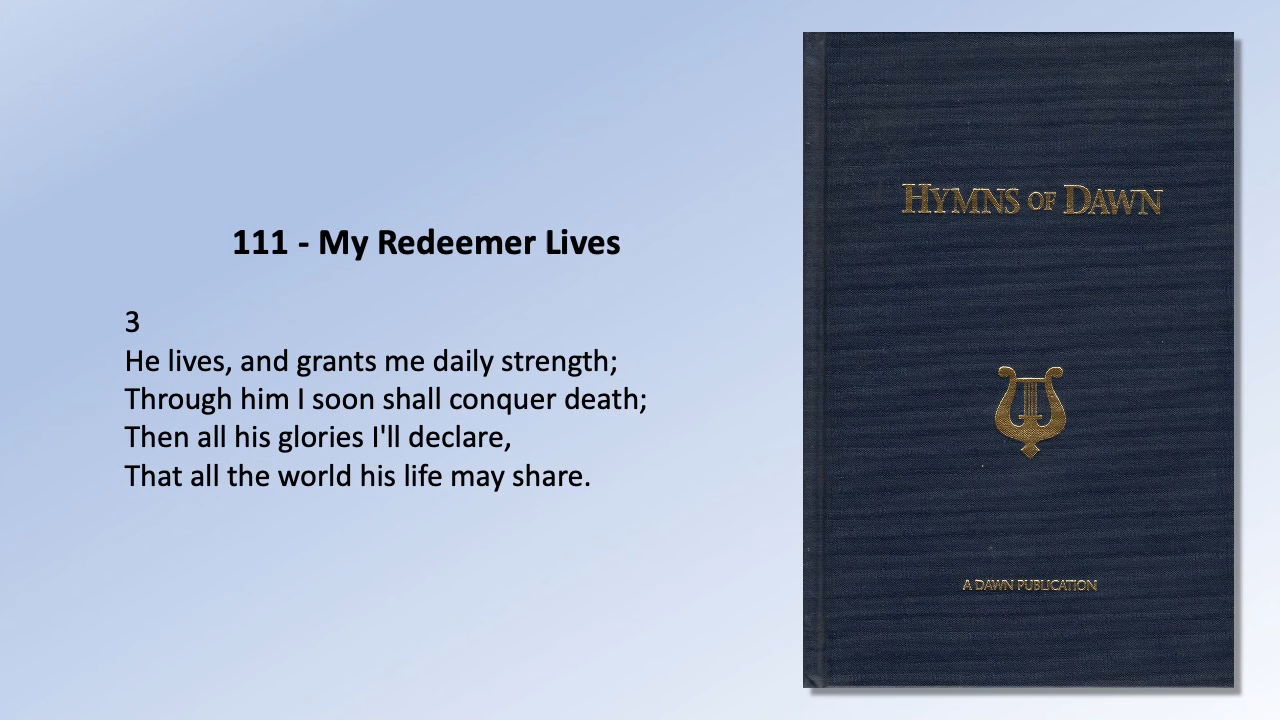 111 - My Redeemer Lives
3
He lives, and grants me daily strength;
Through him I soon shall conquer death;
Then all his glories I'll declare,
That all the world his life may share.
HYMNS OF DAWN
A DAWN PUBLICATION